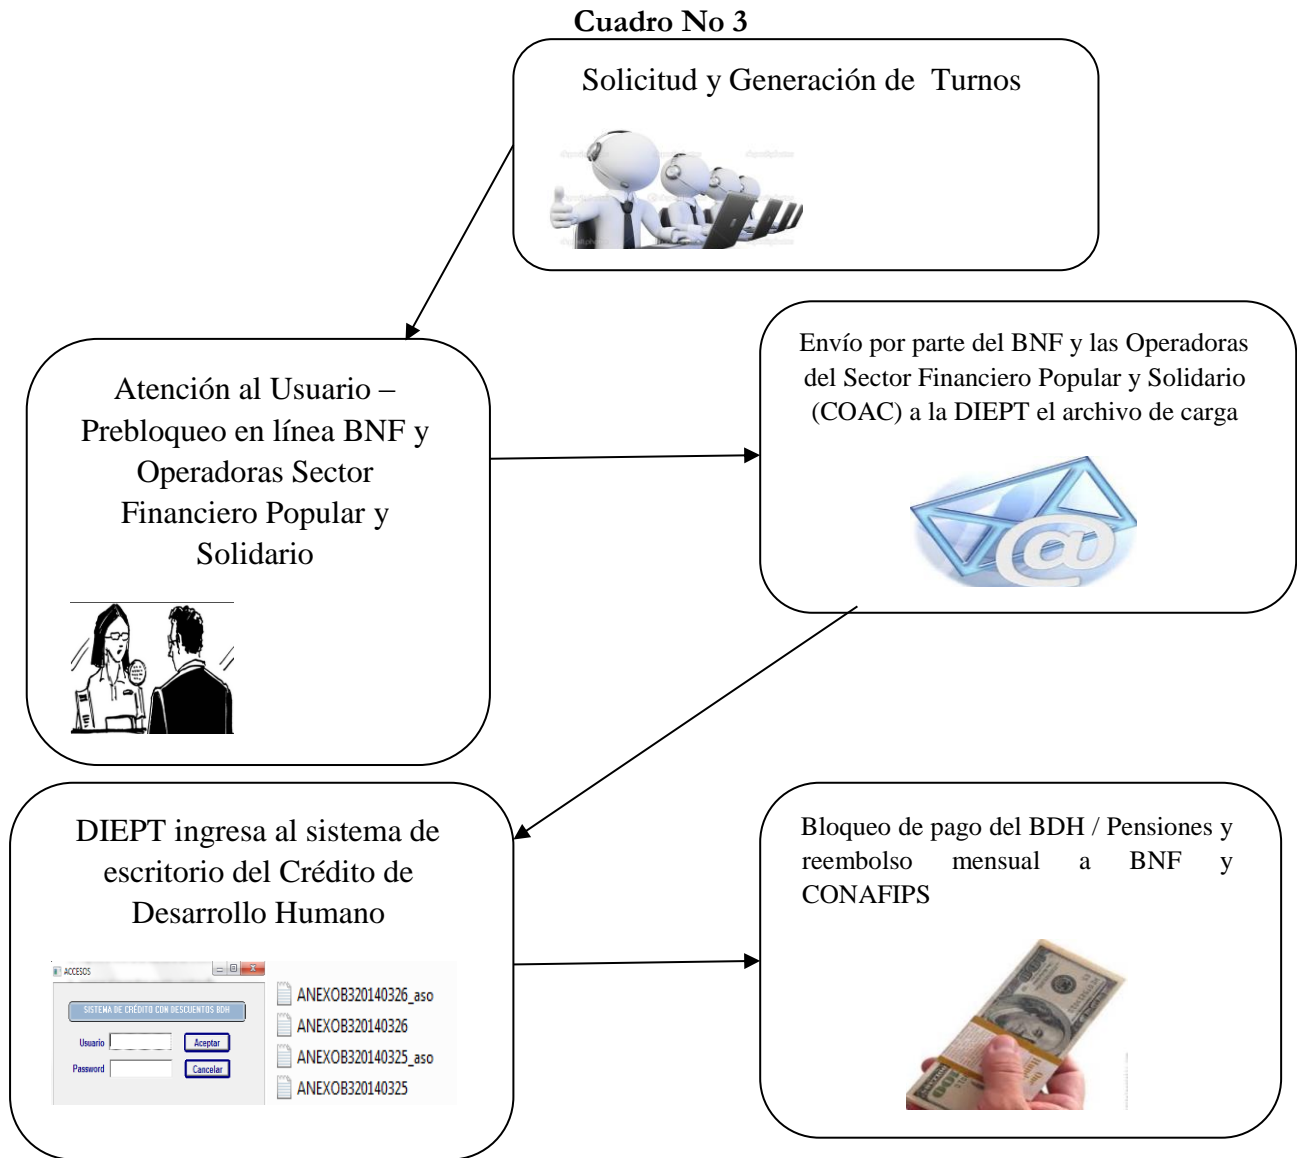 Cuadro No 3
Solicitud y Generación de Turnos
Atención al Usuario –
Prebloqueo en línea BNF y
Operadoras Sector
Financiero Popular y
Solidario
Envío por parte del BNF y las Operadoras
del Sector Financiero Popular y Solidario
(COAC) a la DIEPT el archivo de carga
@
DIEPT ingresa al sistema de
escritorio del Crédito de
Desarrollo Humano
ACCESOS
SISTEMA DE CRÉDITO CON DESCUENTOS BDH
Usuario
Aceptar
Password
Cancelar
ANEXOB320140326_aso
ANEXOB320140326
ANEXOB320140325_aso
ANEXOB320140325
Bloqueo de pago del BDH / Pensiones y
reembolso mensual a BNF y
CONAFIPS
100